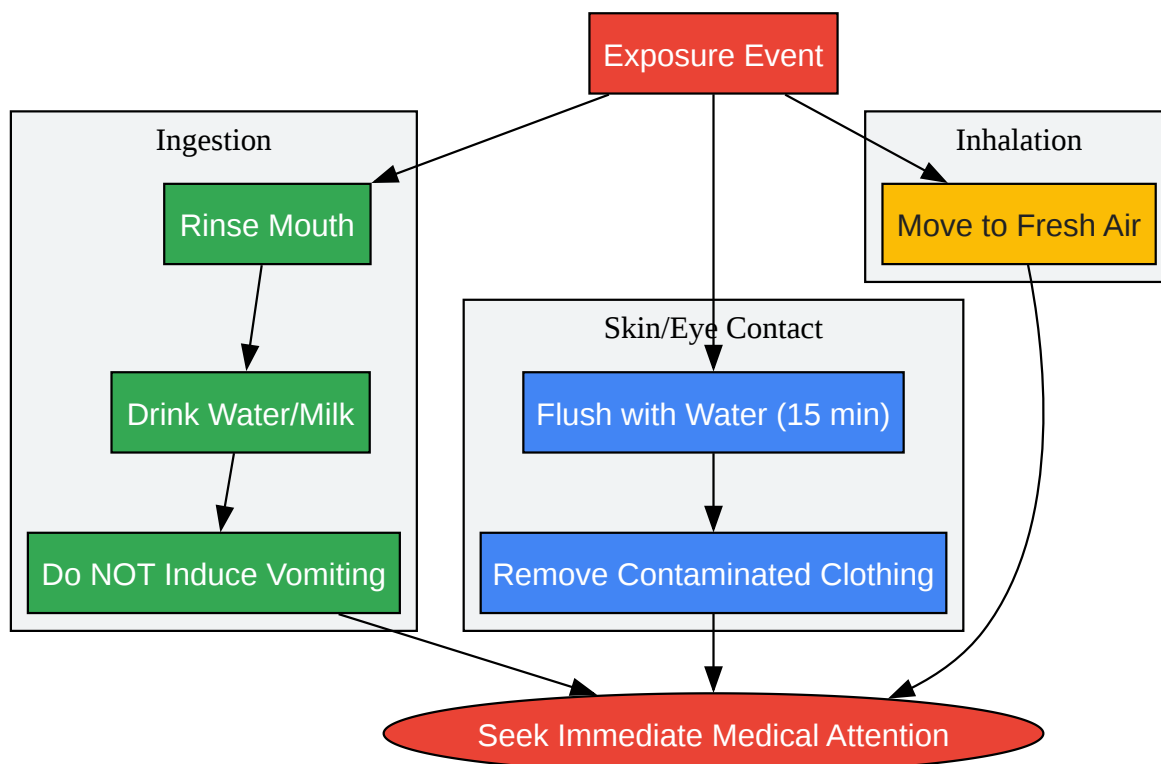 Exposure Event
Ingestion
Inhalation
Rinse Mouth
Move to Fresh Air
Skin/Eye Contact
Drink Water/Milk
Flush with Water (15 min)
Do NOT Induce Vomiting
Remove Contaminated Clothing
Seek Immediate Medical Attention